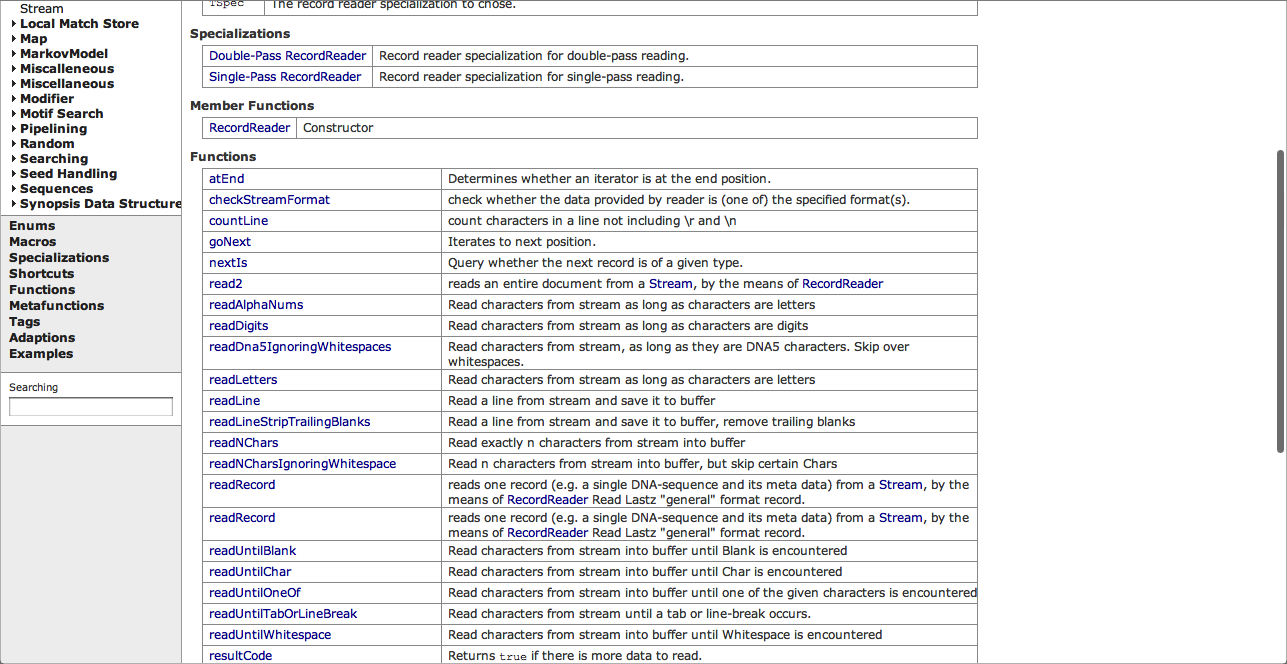 Stream
Local Match Store
Map
MarkovModel
Miscalleneous
Miscellaneous
Modifier
Motif Search
Pipelining
Random
Searching
Seed Handling
Sequences
Synopsis Data Structure
Enums
Macros
Specializations
Shortcuts
Functions
Metafunctions
Tags
Adaptions
Examples
Searching
TSpec The record reader specialization to chose.
Specializations
Double-Pass RecordReader Record reader specialization for double-pass reading.
Single-Pass RecordReader Record reader specialization for single-pass reading.
Member Functions
RecordReader Constructor
Functions
atEnd Determines whether an iterator is at the end position.
checkStreamFormat check whether the data provided by reader is (one of) the specified format(s).
countLine count characters in a line not including \r and \n
goNext Iterates to next position.
nextIs Query whether the next record is of a given type.
read2 reads an entire document from a Stream, by the means of RecordReader
readAlphaNums Read characters from stream as long as characters are letters
readDigits Read characters from stream as long as characters are digits
readDna5IgnoringWhitespaces Read characters from stream, as long as they are DNA5 characters. Skip over
whitespaces.
readLetters Read characters from stream as long as characters are letters
readLine Read a line from stream and save it to buffer
readLineStripTrailingBlanks Read a line from stream and save it to buffer, remove trailing blanks
readNChars Read exactly n characters from stream into buffer
readNCharsIgnoringWhitespace Read n characters from stream into buffer, but skip certain Chars
readRecord reads one record (e.g. a single DNA-sequence and its meta data) from a Stream, by the
means of RecordReader Read Lastz "general" format record.
readRecord reads one record (e.g. a single DNA-sequence and its meta data) from a Stream, by the
means of RecordReader Read Lastz "general" format record.
readUntilBlank Read characters from stream into buffer until Blank is encountered
readUntilChar Read characters from stream into buffer until Char is encountered
readUntilOneOf Read characters from stream into buffer until one of the given characters is encountered
readUntilTabOrLineBreak Read characters from stream until a tab or line-break occurs.
readUntilWhitespace Read characters from stream into buffer until Whitespace is encountered
resultCode Returns true if there is more data to read.